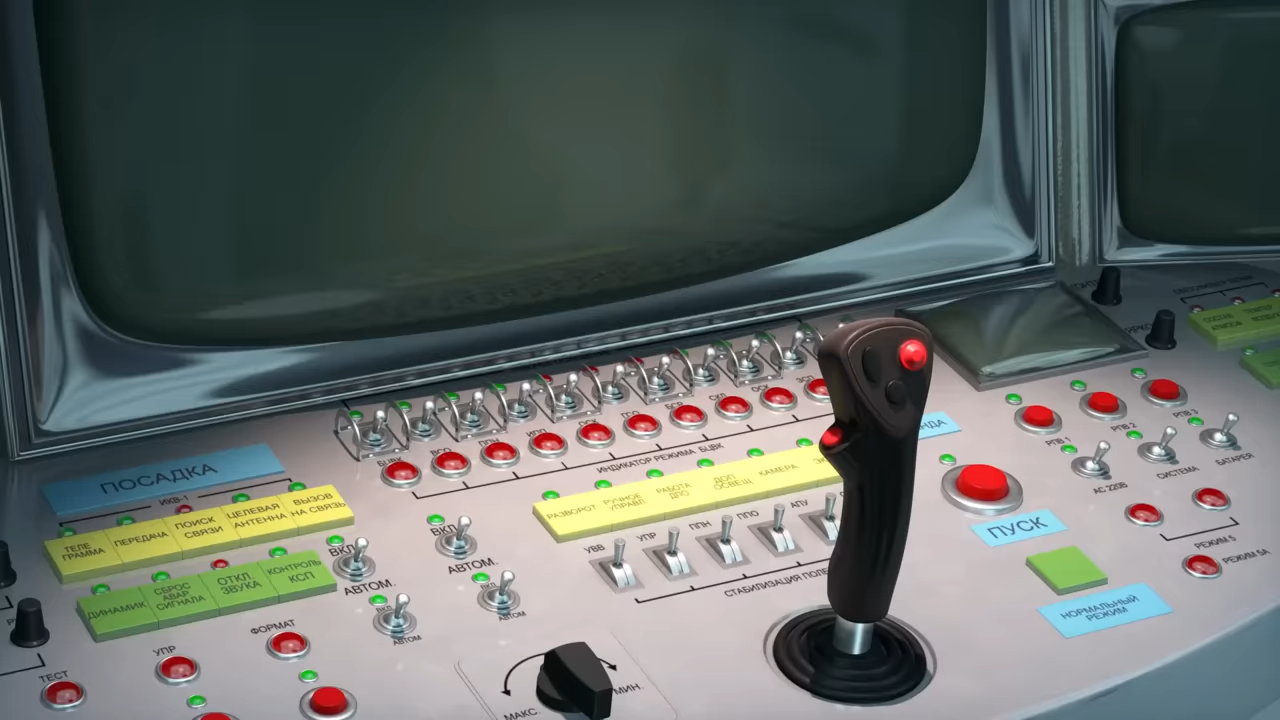 ПОСАДКА
ИКВ-1
ТЕЛЕ
ГРАММА
ПЕРЕДАЧА
ПОИСК
СВЯЗИ
ЦЕЛЕВАЯ
АНТЕННА
ВЫЗОВ
НА СВЯЗЬ
ДИНАМИК
СБРОС
АВАР
СИГНАЛА
ОТКЛ.
ЗВУКА
КОНТРОЛЬ
КСП
ВКЛ
АВТОМ.
ВКЛ
АВТОМ
ВКЛ
АВТОМ.
АВТОМ
ФОРМАТ
УПР
ТЕСТ
МАКС.
МИН.
ИНДИКАТОР РЕЖИМА БЦВК
РАЗВОРОТ
РУЧНОЕ
УПРАВЛ
РАБОТА
ДПО
ДОП
ОСВЕЩ
КАМЕРА
УВВ
УПР
ППН
ППО
АПУ
СТАБИЛИЗАЦИЯ
ПУСК
НОРМАЛЬНЫЙ
РЕЖИМ
РПВ 1
РПВ 2
РПВ 3
АС 220В
СИСТЕМА
БАТАРЕЯ
РЕЖИМ 5
РЕЖИМ 5А